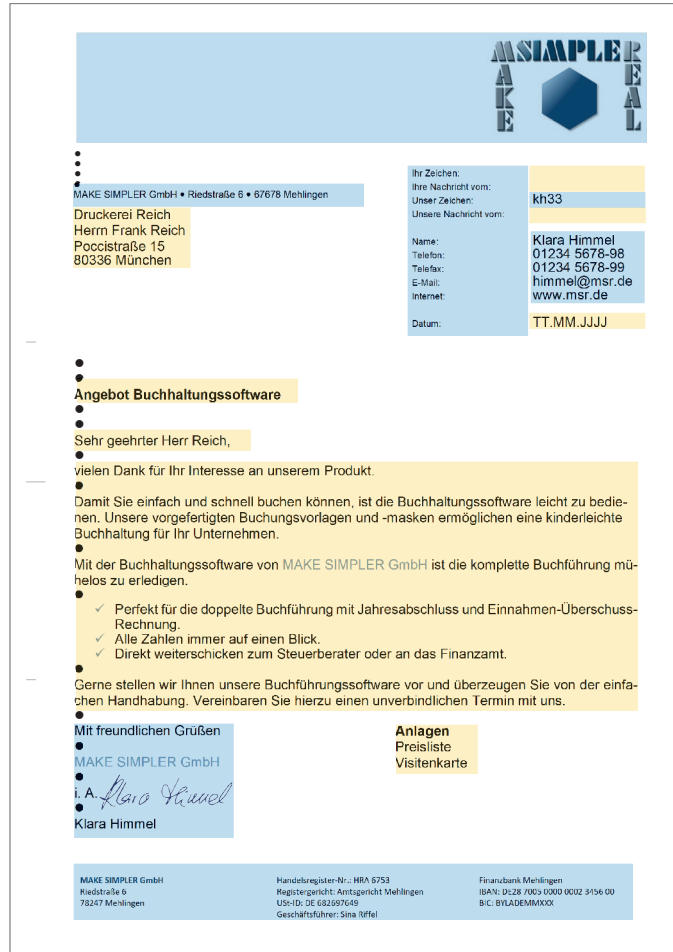 MAKE SIMPLER REAL
MAKE SIMPLER GmbH • Riedstraße 6 • 67678 Mehlingen
Druckerei Reich
Herrn Frank Reich
Poccistraße 15
80336 München
Ihr Zeichen:
Ihre Nachricht vom:
Unser Zeichen: kh33
Unsere Nachricht vom:
Name: Klara Himmel
Telefon: 01234 5678-98
Telefax: 01234 5678-99
E-Mail: himmel@msr.de
Internet: www.msr.de
Datum: TT.MM.JJJJ
Angebot Buchhaltungssoftware
Sehr geehrter Herr Reich,
vielen Dank für Ihr Interesse an unserem Produkt.
Damit Sie einfach und schnell buchen können, ist die Buchhaltungssoftware leicht zu bedie-
nen. Unsere vorgefertigten Buchungsvorlagen und -masken ermöglichen eine kinderleichte
Buchhaltung für Ihr Unternehmen.
Mit der Buchhaltungssoftware von MAKE SIMPLER GmbH ist die komplette Buchführung mü-
helos zu erledigen.
✓ Perfekt für die doppelte Buchführung mit Jahresabschluss und Einnahmen-Überschuss-
Rechnung.
✓ Alle Zahlen immer auf einen Blick.
✓ Direkt weiterschicken zum Steuerberater oder an das Finanzamt.
Gerne stellen wir Ihnen unsere Buchführungssoftware vor und überzeugen Sie von der einfa-
chen Handhabung. Vereinbaren Sie hierzu einen unverbindlichen Termin mit uns.
Mit freundlichen Grüßen
MAKE SIMPLER GmbH
i. A. Klara Himmel
Klara Himmel
Anlagen
Preisliste
Visitenkarte
MAKE SIMPLER GmbH
Riedstraße 6
78247 Mehlingen
Handelsregister-Nr.: HRA 6753
Registergericht: Amtsgericht Mehlingen
USt-ID: DE 682697649
Geschäftsführer: Sina Riffel
Finanzbank Mehlingen
IBAN: DE28 7005 0000 0002 3456 00
BIC: BYLADEMMXXX